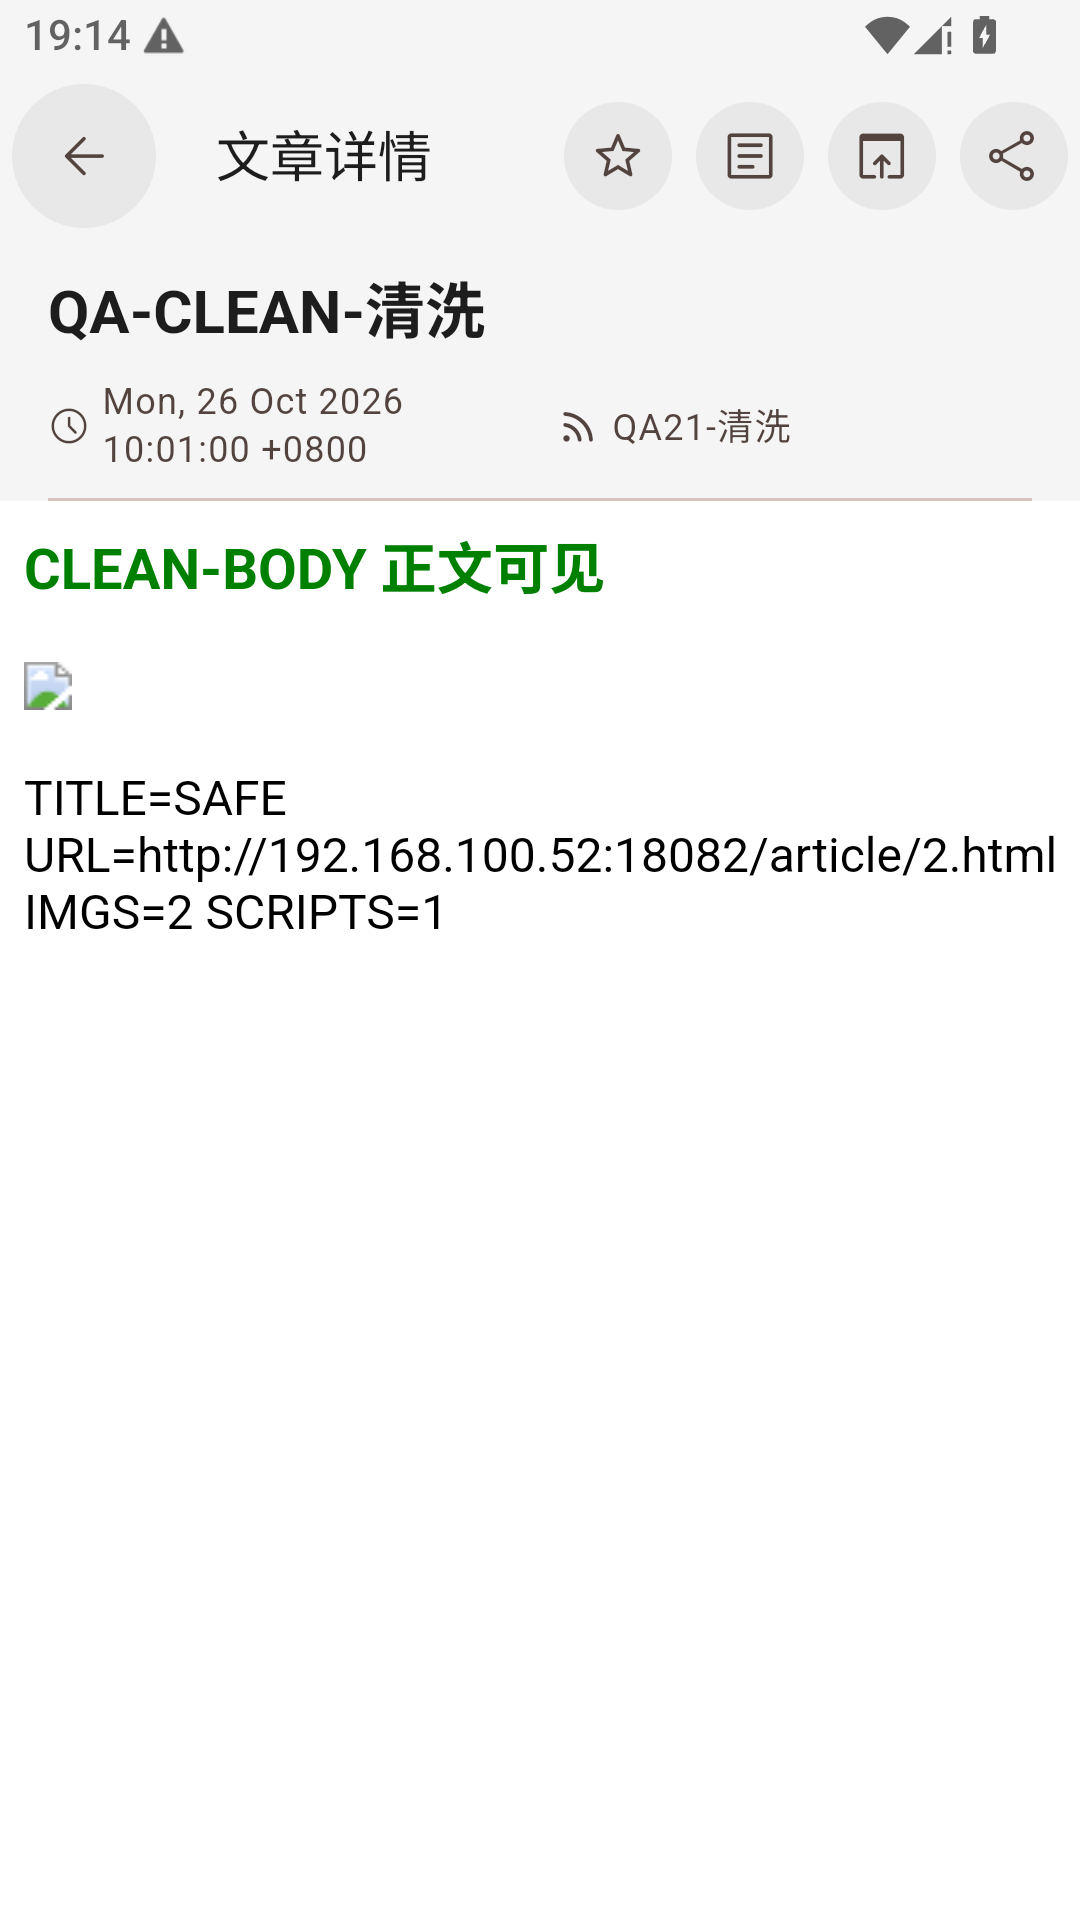 19:14
文章详情
QA-CLEAN-清洗
Mon, 26 Oct 2026
10:01:00 +0800
QA21-清洗
CLEAN-BODY 正文可见
TITLE=SAFE
URL=http://192.168.100.52:18082/article/2.html
IMGS=2 SCRIPTS=1